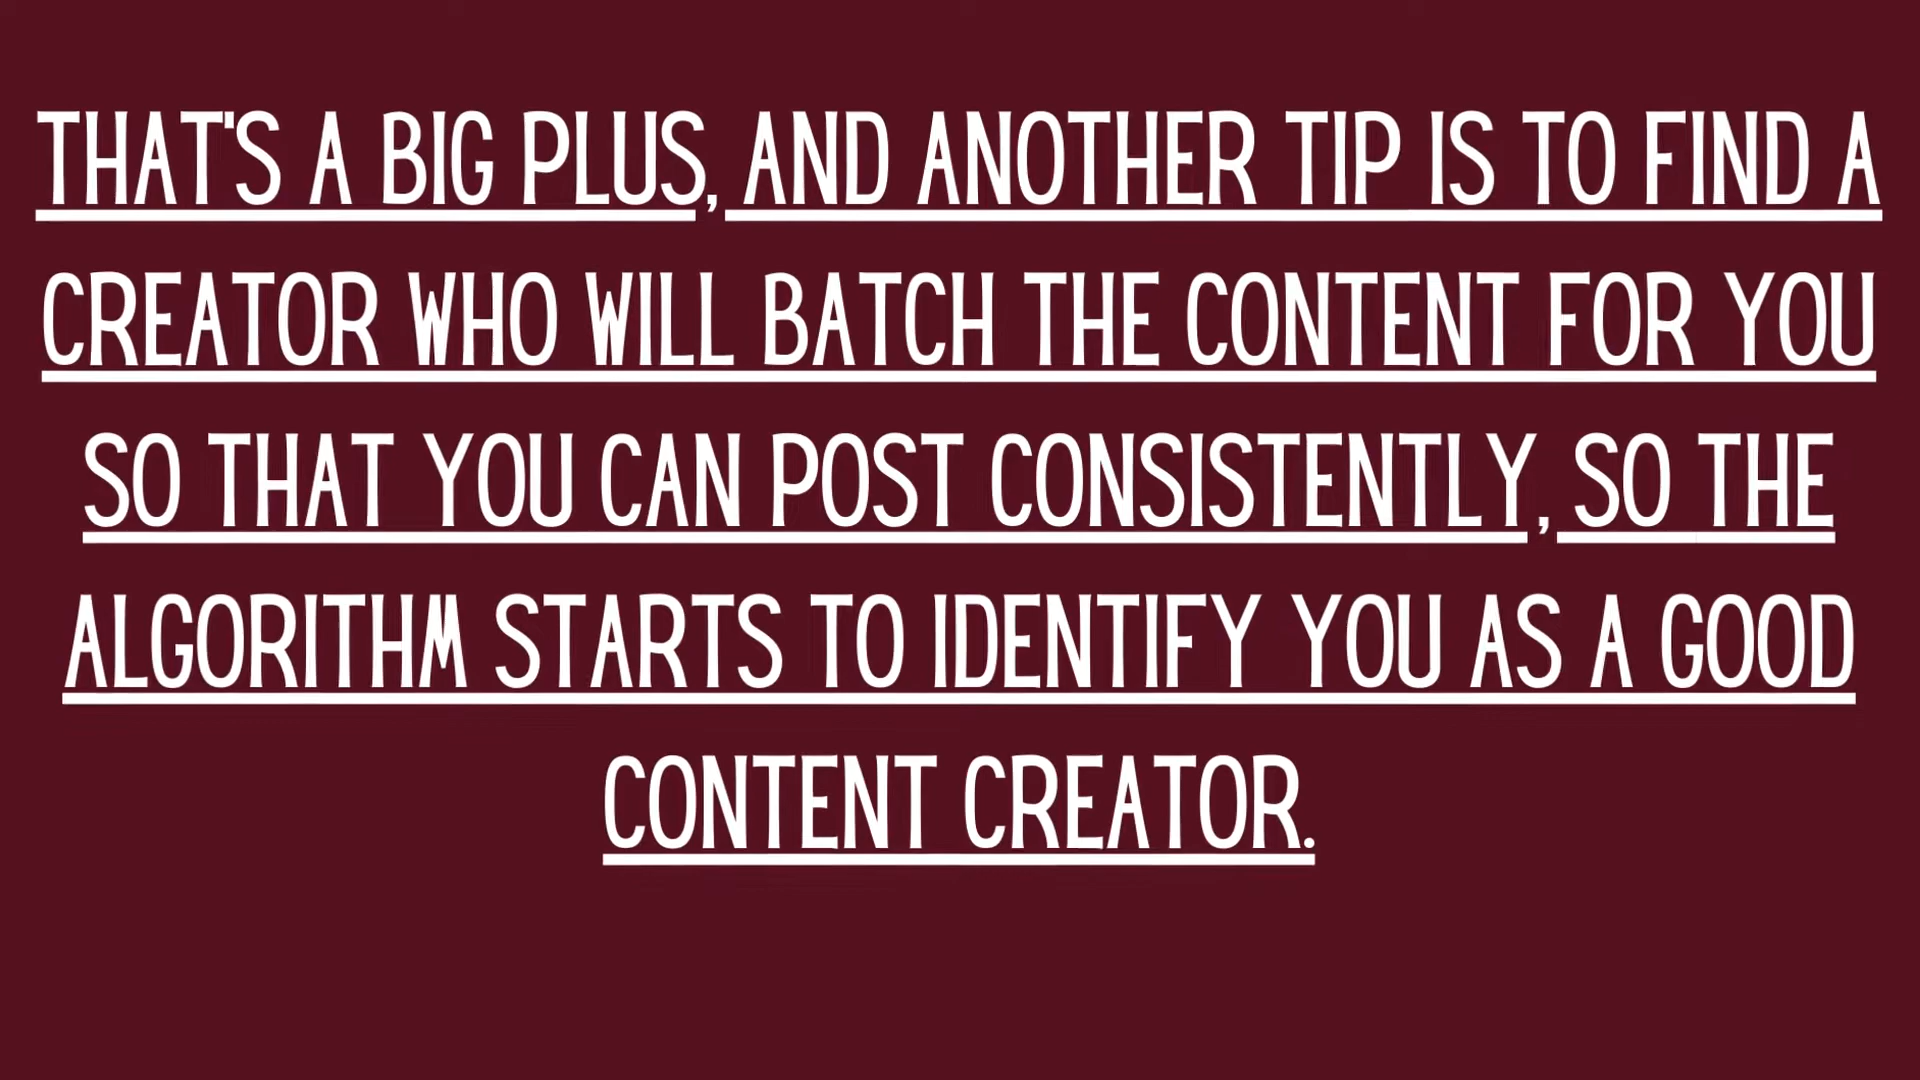 THAT'S A BIG PLUS, AND ANOTHER TIP IS TO FIND A
CREATOR WHO WILL BATCH THE CONTENT FOR YOU
SO THAT YOU CAN POST CONSISTENTLY, SO THE
ALGORITHM STARTS TO IDENTIFY YOU AS A GOOD
CONTENT CREATOR.